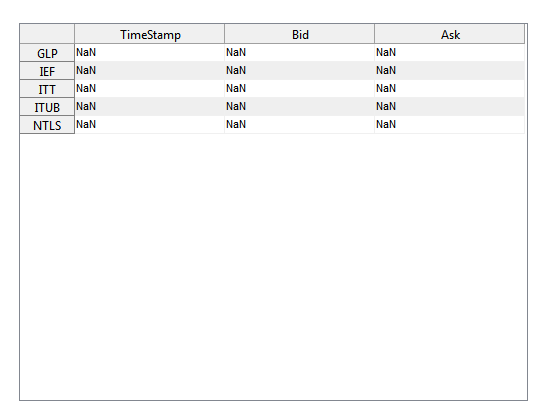 TimeStamp Bid Ask
GLP NaN NaN NaN
IEF NaN NaN NaN
ITT NaN NaN NaN
ITUB NaN NaN NaN
NTLS NaN NaN NaN